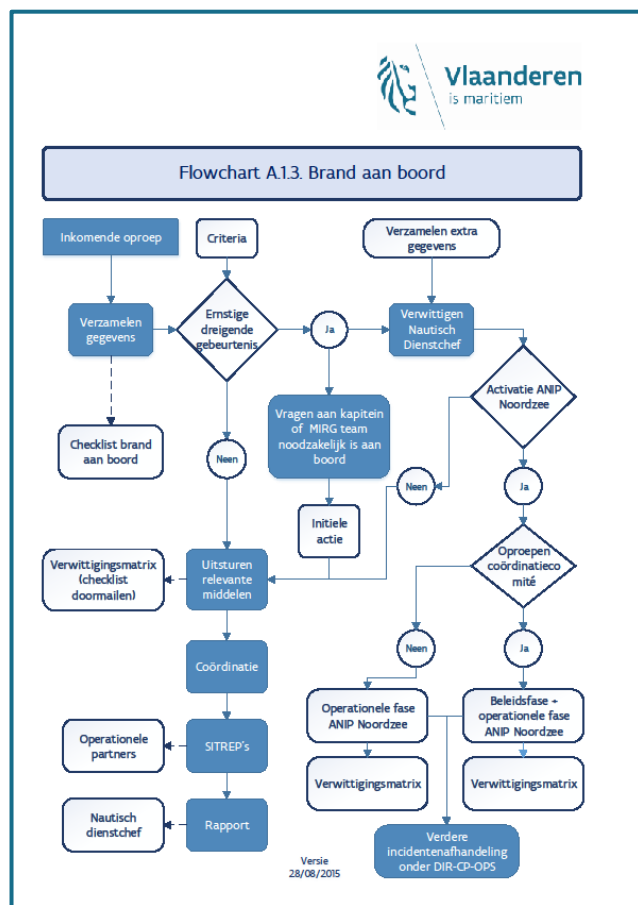 Vlaanderen
is maritiem
Flowchart A.1.3. Brand aan boord
Inkomende oproep
Criteria
Verzamelen extra
gegevens
Verzamelen
gegevens
Ernstige
dreigende
gebeurtenis
Ja
Verwittigen
Nautisch
Dienstchef
Activatie ANIP
Noordzee
Checklist brand
aan boord
Vragen aan kapitein
of MIRG team
noodzakelijk is aan
boord
Neen
Neen
Ja
Initiele
actie
Oproepen
coördinatieco
mité
Verwittigingsmatrix
(checklist
doormailen)
Uitsturen
relevante
middelen
Neen
Ja
Coördinatie
Operationele fase
ANIP Noordzee
Beleidsfase +
operationele fase
ANIP Noordzee
Operationele
partners
SITREP's
Verwittigingsmatrix
Verwittigingsmatrix
Nautisch
dienstchef
Rapport
Verdere
incidentenafhandeling
onder DIR-CP-OPS
Versie
28/08/2015